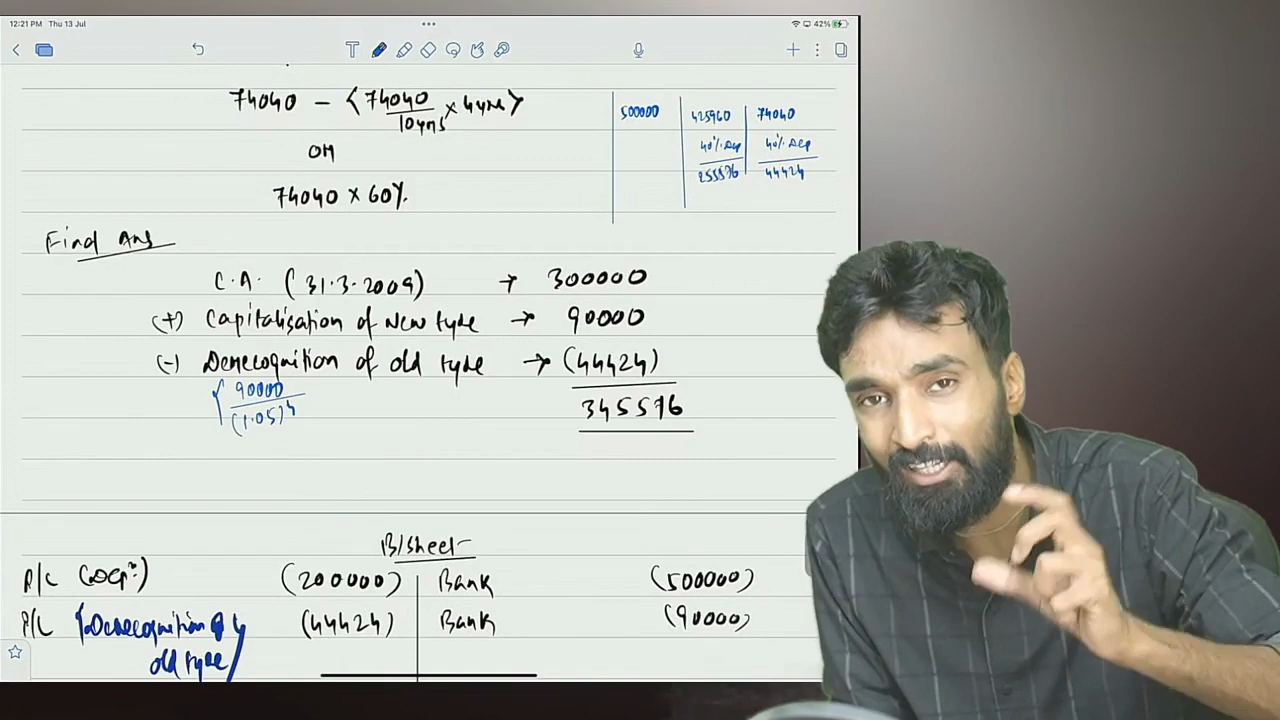 12:21 PM Thu 13 Jul
42%
74040 - (74040/10yrs × 4yrs)
OR
74040 × 60%.
500000 425960 74040
40% Dep 40% Dep
255576 44424
Find Ans
C.A. (31.3.2009) → 300000
(+) Capitalisation of New tyre → 90000
(-) Derecognition of old tyre → (44424)
{90000/(1.05)4
345576
B/Sheet
P/L (Dep:) (200000) Bank (500000)
P/L {Derecognition of (44424) Bank (90000)
old tyre}